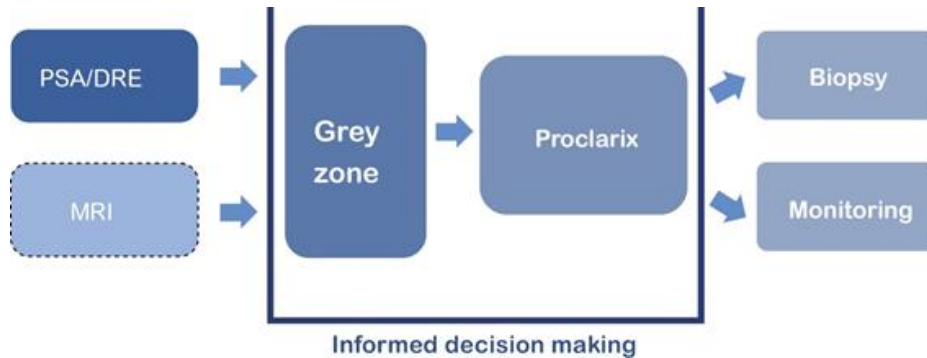 PSA/DRE
MRI
Grey
zone
Proclarix
Biopsy
Monitoring
Informed decision making